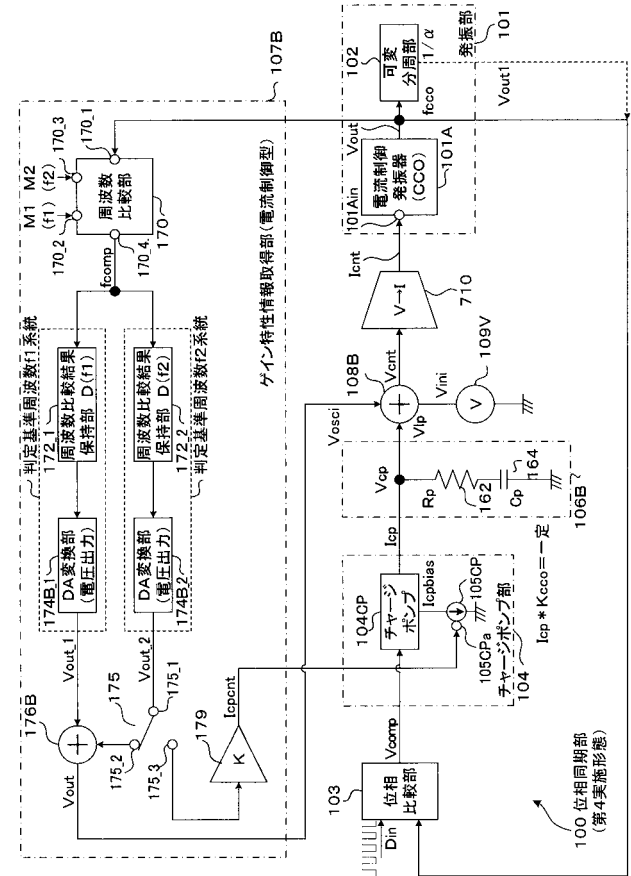 107B
ゲイン特性情報取得部(電流制御型)
判定基準周波数f1系統
判定基準周波数f2系統
176B
Vout
Vout_1
Vout_2
175
175_1
175_2
175_3
179
K
Icpcnt
174B_1
DA変換部
(電圧出力)
174B_2
DA変換部
(電圧出力)
172_1
周波数比較結果
保持部 D(f1)
172_2
周波数比較結果
保持部 D(f2)
fcomp
170_4
170
周波数
比較部
170_1
170_2
170_3
M1
(f1)
M2
(f2)
103
Din
位相
比較部
Vcomp
104CP
チャージ
ポンプ
Icpbias
105CP
105CPa
チャージポンプ部
104
Icp
Vcp
Rp
162
Cp
164
106B
Icp*Kcco=一定
Vosci
108B
Vlp
Vcnt
Vini
V
109V
V→I
710
Icnt
101Ain
電流制御
発振器
(CCO)
101A
Vout
fcco
102
可変
分周部
1/α
発振部
101
Vout1
100 位相同期部
(第4実施形態)